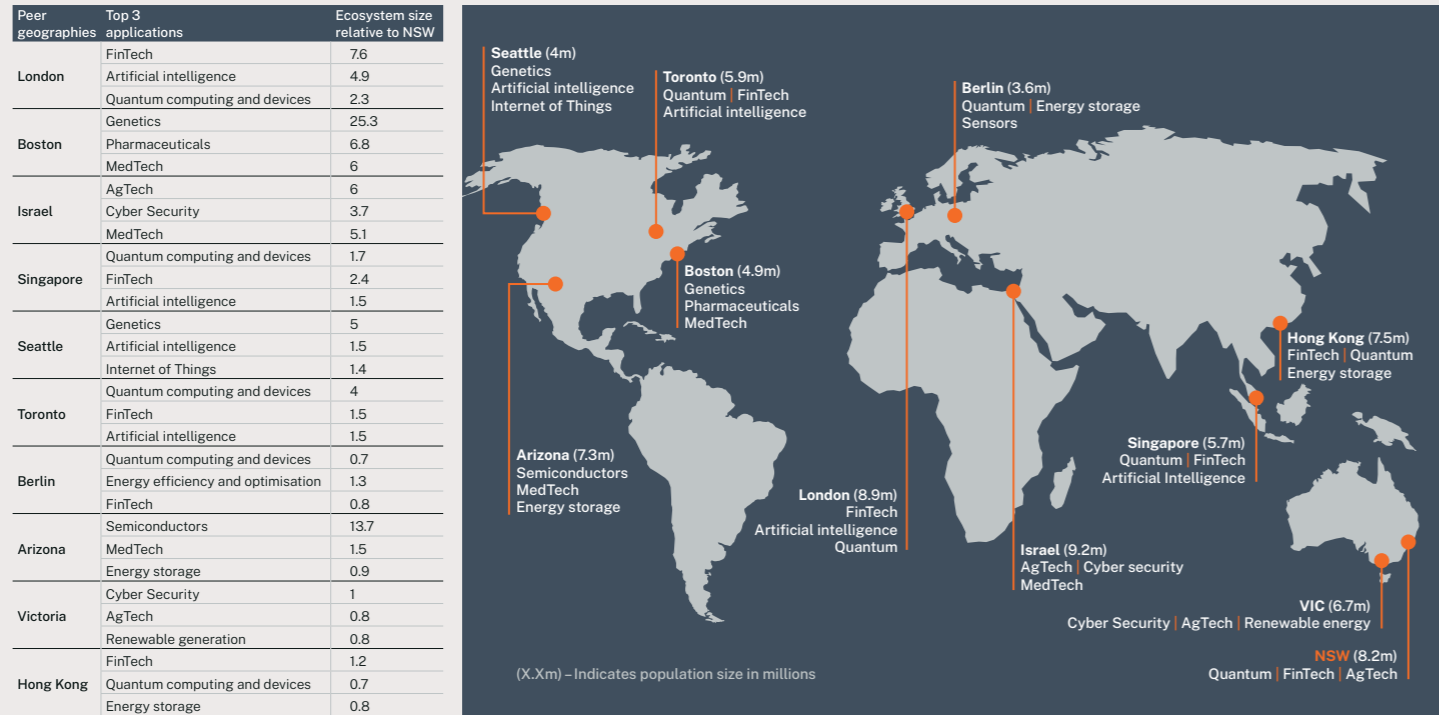 Peer geographies Top 3 applications Ecosystem size relative to NSW
London
FinTech 7.6
Artificial intelligence 4.9
Quantum computing and devices 2.3
Boston
Genetics 25.3
Pharmaceuticals 6.8
MedTech 6
Israel
AgTech 6
Cyber Security 3.7
MedTech 5.1
Singapore
Quantum computing and devices 1.7
FinTech 2.4
Artificial intelligence 1.5
Seattle
Genetics 5
Artificial intelligence 1.5
Internet of Things 1.4
Toronto
Quantum computing and devices 4
FinTech 1.5
Artificial intelligence 1.5
Berlin
Quantum computing and devices 0.7
Energy efficiency and optimisation 1.3
FinTech 0.8
Arizona
Semiconductors 13.7
MedTech 1.5
Energy storage 0.9
Victoria
Cyber Security 1
AgTech 0.8
Renewable generation 0.8
Hong Kong
FinTech 1.2
Quantum computing and devices 0.7
Energy storage 0.8
Seattle (4m)
Genetics
Artificial intelligence
Internet of Things
Toronto (5.9m)
Quantum | FinTech
Artificial intelligence
Berlin (3.6m)
Quantum | Energy storage
Sensors
Boston (4.9m)
Genetics
Pharmaceuticals
MedTech
Hong Kong (7.5m)
FinTech | Quantum
Energy storage
Arizona (7.3m)
Semiconductors
MedTech
Energy storage
Singapore (5.7m)
Quantum | FinTech
Artificial Intelligence
London (8.9m)
FinTech
Artificial intelligence
Quantum
Israel (9.2m)
AgTech | Cyber security
MedTech
VIC (6.7m)
Cyber Security | AgTech | Renewable energy
NSW (8.2m)
Quantum | FinTech | AgTech
(X.Xm) – Indicates population size in millions